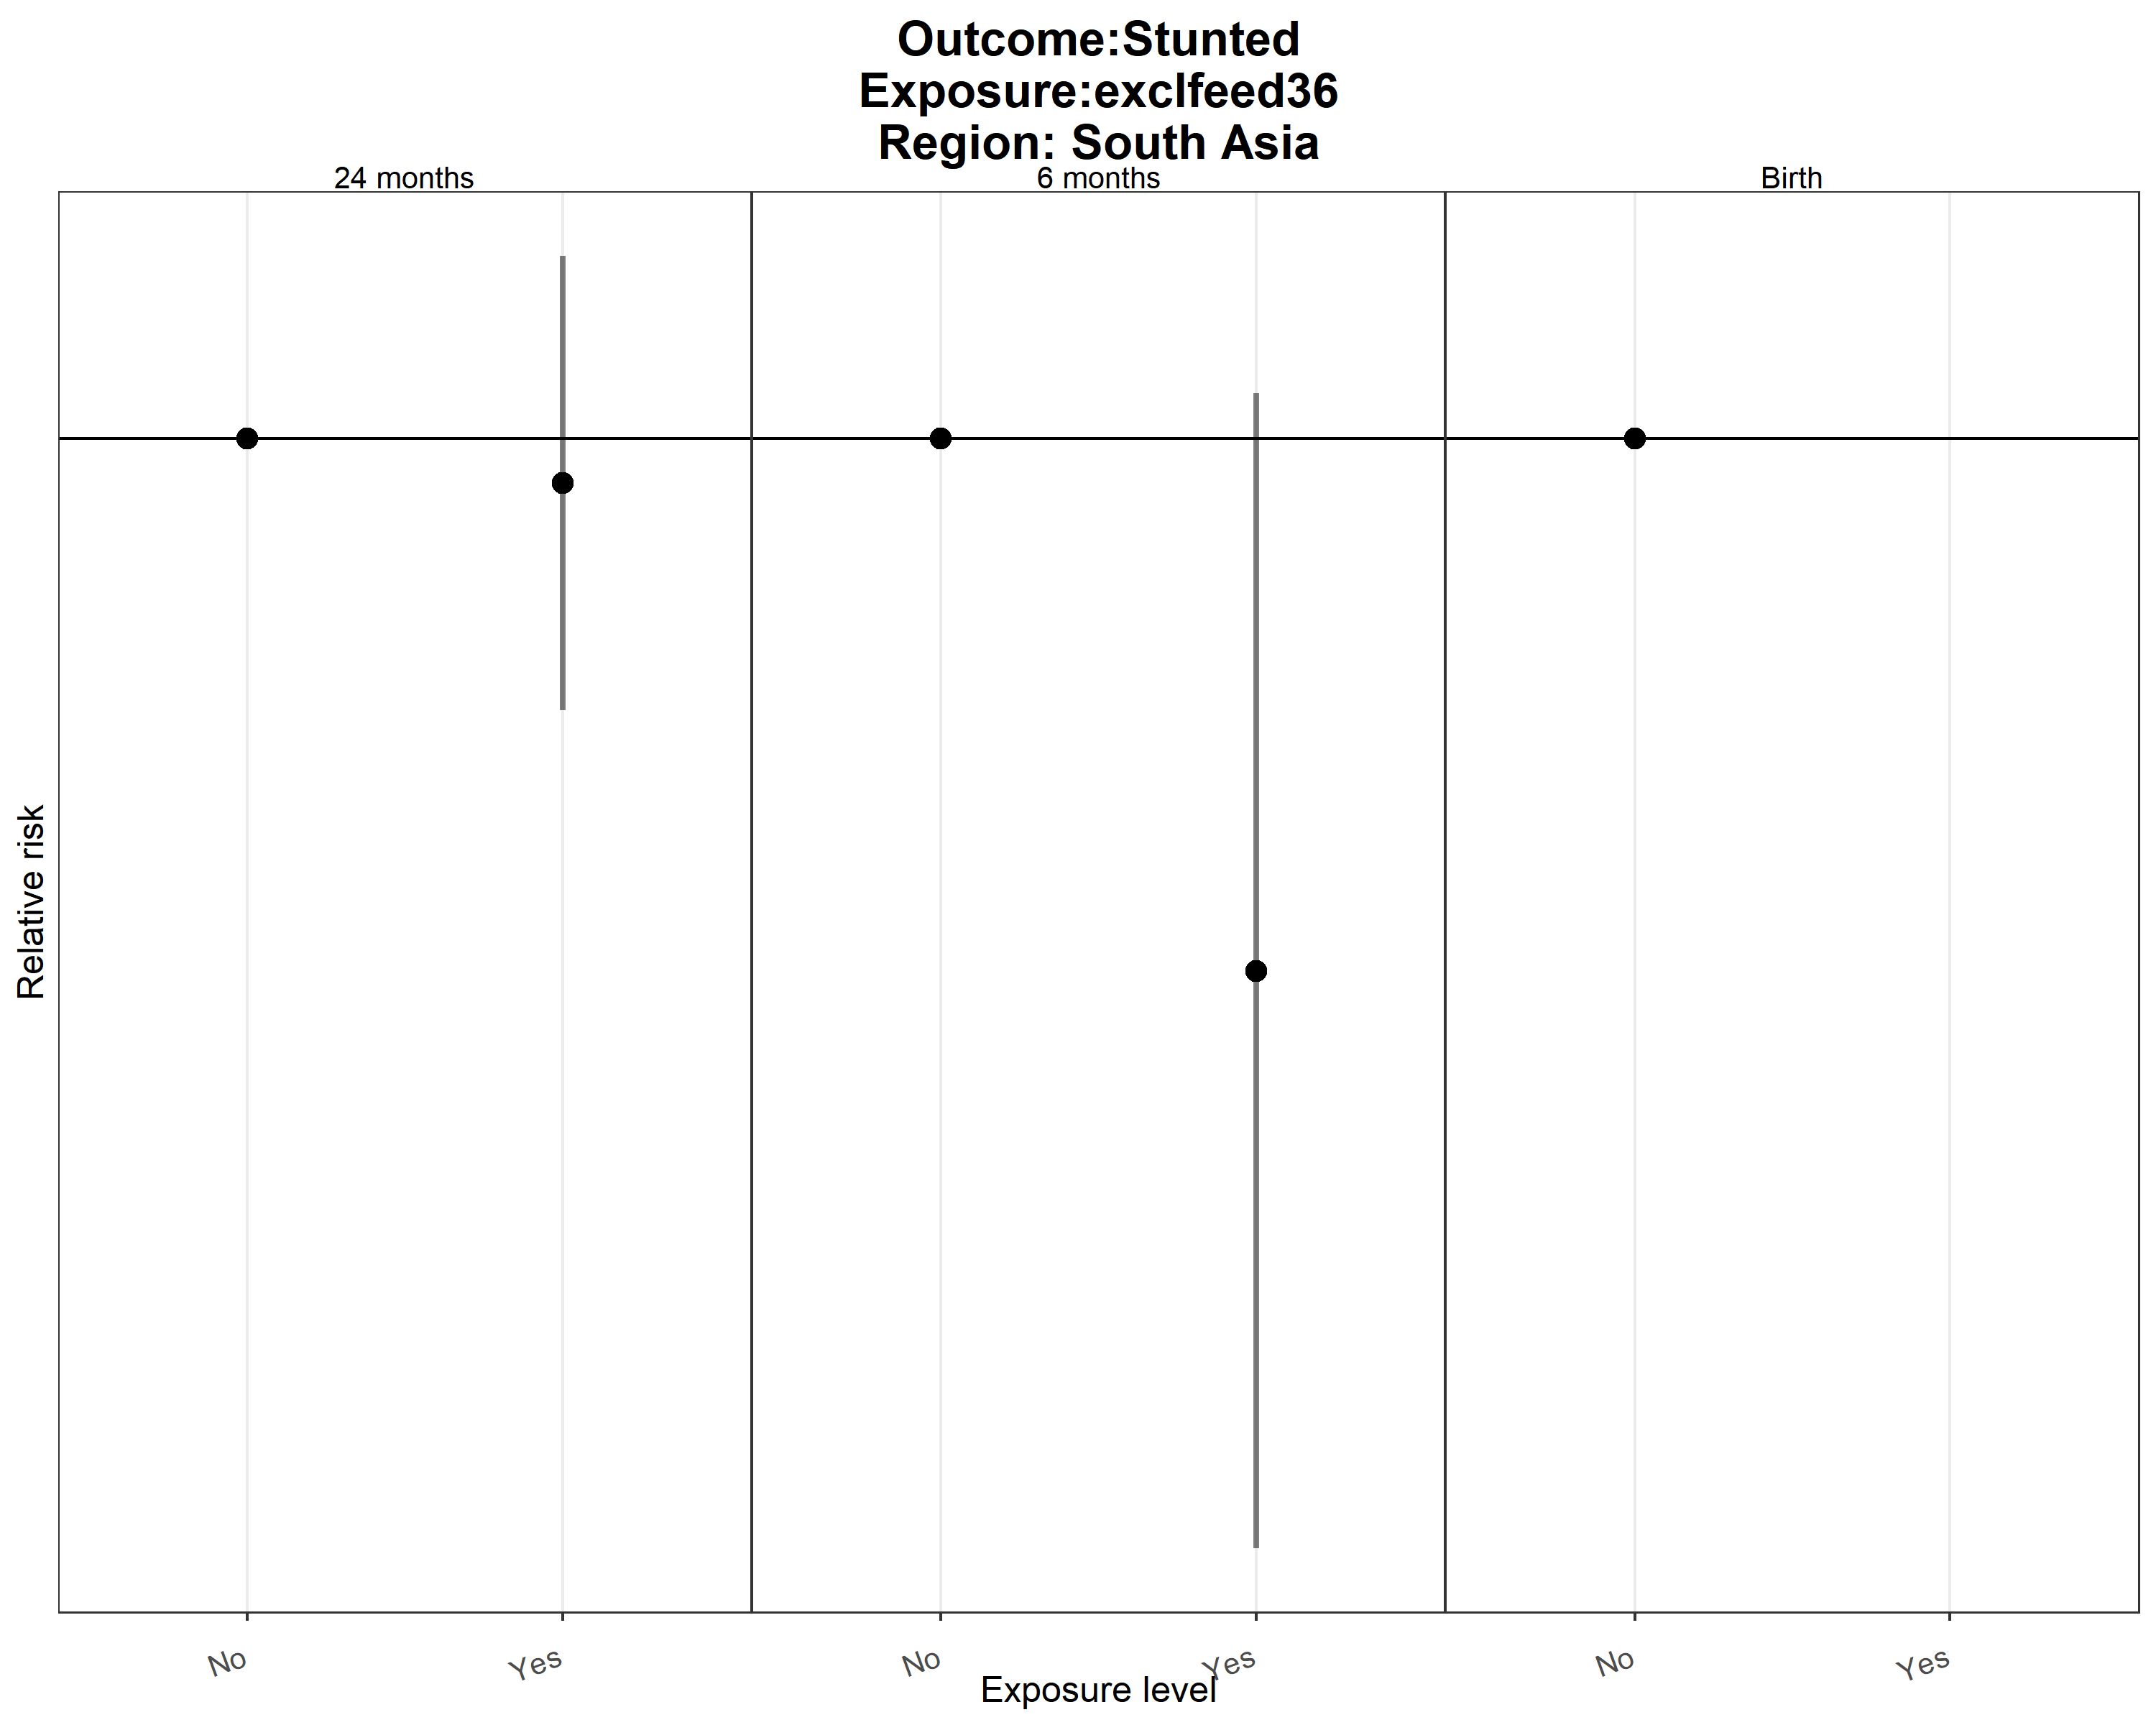 Outcome:Stunted
Exposure:exclfeed36
Region: South Asia
24 months
6 months
Birth
Relative risk
No
Yes
No
Yes
No
Yes
Exposure level